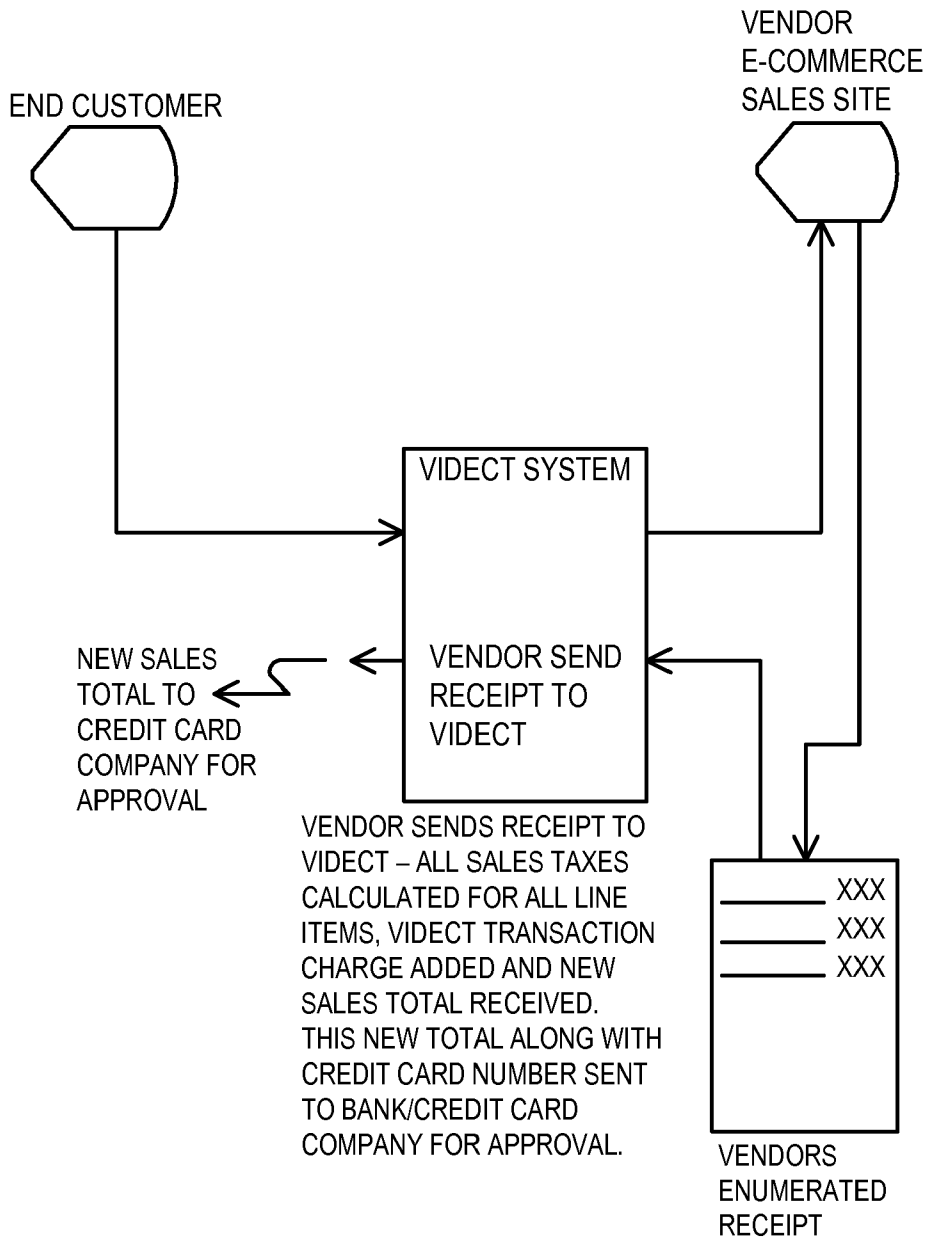 VENDOR
E-COMMERCE
SALES SITE
END CUSTOMER
VIDECT SYSTEM
VENDOR SEND
RECEIPT TO
VIDECT
NEW SALES
TOTAL TO
CREDIT CARD
COMPANY FOR
APPROVAL
VENDOR SENDS RECEIPT TO
VIDECT – ALL SALES TAXES
CALCULATED FOR ALL LINE
ITEMS, VIDECT TRANSACTION
CHARGE ADDED AND NEW
SALES TOTAL RECEIVED.
THIS NEW TOTAL ALONG WITH
CREDIT CARD NUMBER SENT
TO BANK/CREDIT CARD
COMPANY FOR APPROVAL.
XXX
XXX
XXX
VENDORS
ENUMERATED
RECEIPT